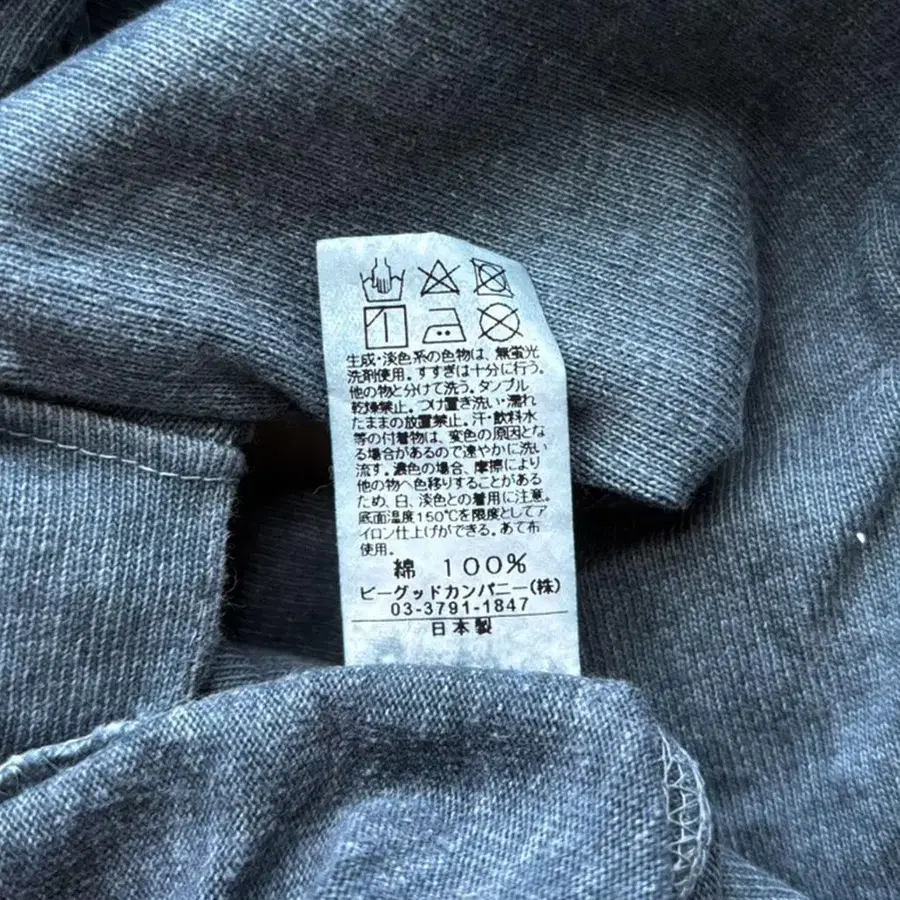 生成・淡色系の色物は、無蛍光
洗剤使用。すすぎは十分に行う。
他の物と分けて洗う。タンブル
乾燥禁止。つけ置き洗い・濡れ
たままの放置禁止。汗・飲料水
等の付着物は、変色の原因とな
る場合があるので速やかに洗い
流す。濃色の場合、摩擦により
他の物へ色移りすることがある
ため、白、淡色との着用に注意。
底面温度150℃を限度としてア
イロン仕上げができる。あて布
使用。
綿 100%
ビーグッドカンパニー(株)
03-3791-1847
日本製